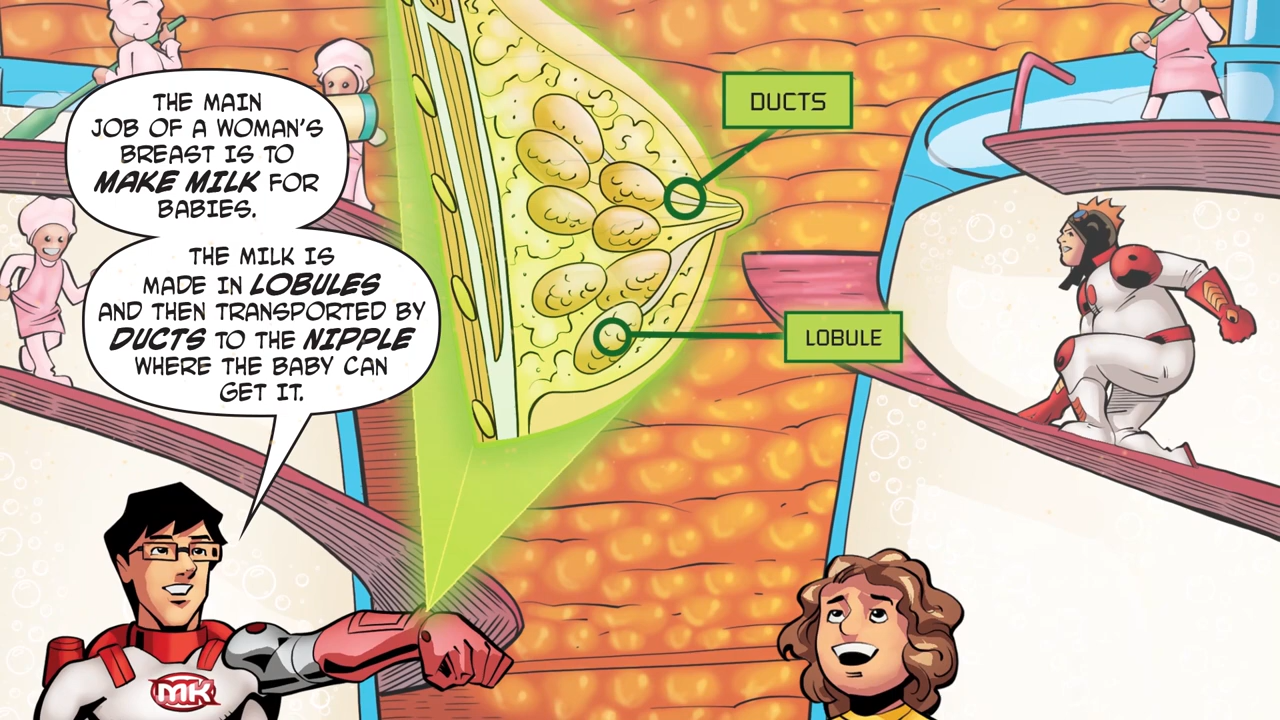 THE MAIN
JOB OF A WOMAN'S
BREAST IS TO
MAKE MILK FOR
BABIES.
THE MILK IS
MADE IN LOBULES
AND THEN TRANSPORTED BY
DUCTS TO THE NIPPLE
WHERE THE BABY CAN
GET IT.
DUCTS
LOBULE
MK